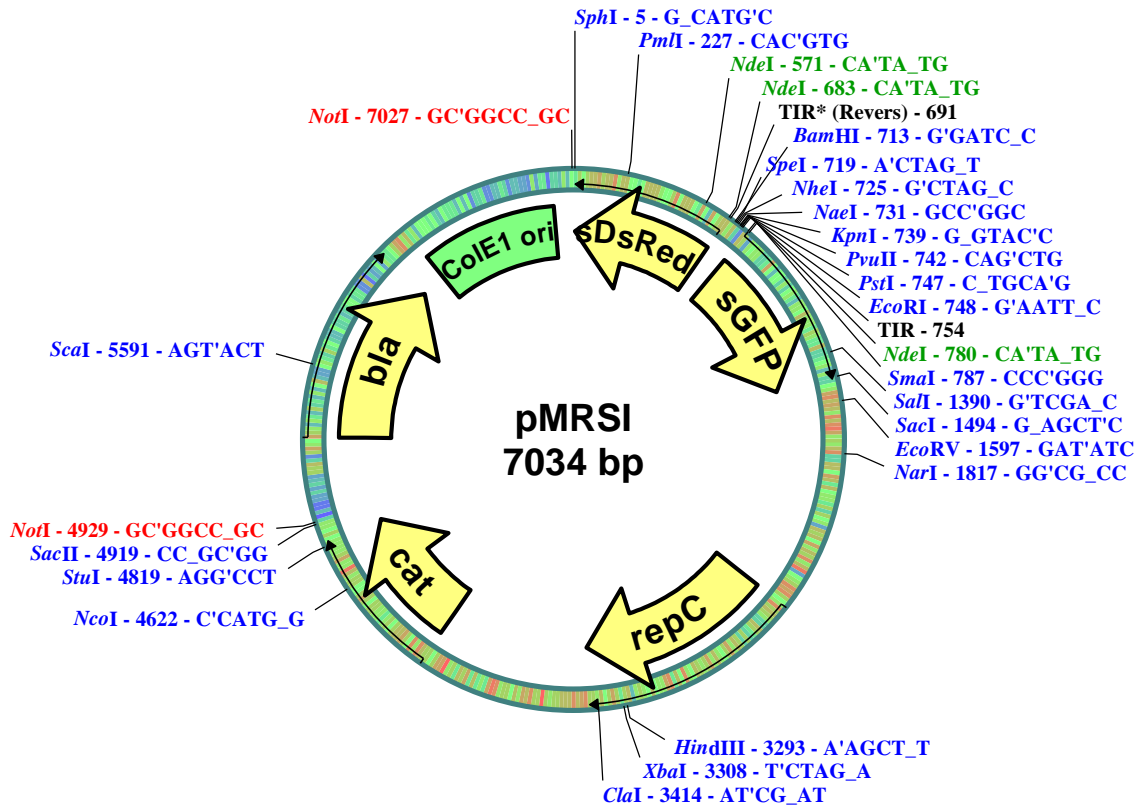 SphI - 5 - G_CATG'C
PmlI - 227 - CAC'GTG
NdeI - 571 - CA'TA_TG
NdeI - 683 - CA'TA_TG
TIR* (Revers) - 691
BamHI - 713 - G'GATC_C
SpeI - 719 - A'CTAG_T
NheI - 725 - G'CTAG_C
NaeI - 731 - GCC'GGC
KpnI - 739 - G_GTAC'C
PvuII - 742 - CAG'CTG
PstI - 747 - C_TGCA'G
EcoRI - 748 - G'AATT_C
TIR - 754
NdeI - 780 - CA'TA_TG
SmaI - 787 - CCC'GGG
SalI - 1390 - G'TCGA_C
SacI - 1494 - G_AGCT'C
EcoRV - 1597 - GAT'ATC
NarI - 1817 - GG'CG_CC
HindIII - 3293 - A'AGCT_T
XbaI - 3308 - T'CTAG_A
ClaI - 3414 - AT'CG_AT
NcoI - 4622 - C'CATG_G
StuI - 4819 - AGG'CCT
SacII - 4919 - CC_GC'GG
NotI - 4929 - GC'GGCC_GC
ScaI - 5591 - AGT'ACT
NotI - 7027 - GC'GGCC_GC
ColE1 ori
sDsRed
sGFP
bla
pMRSI
7034 bp
cat
repC